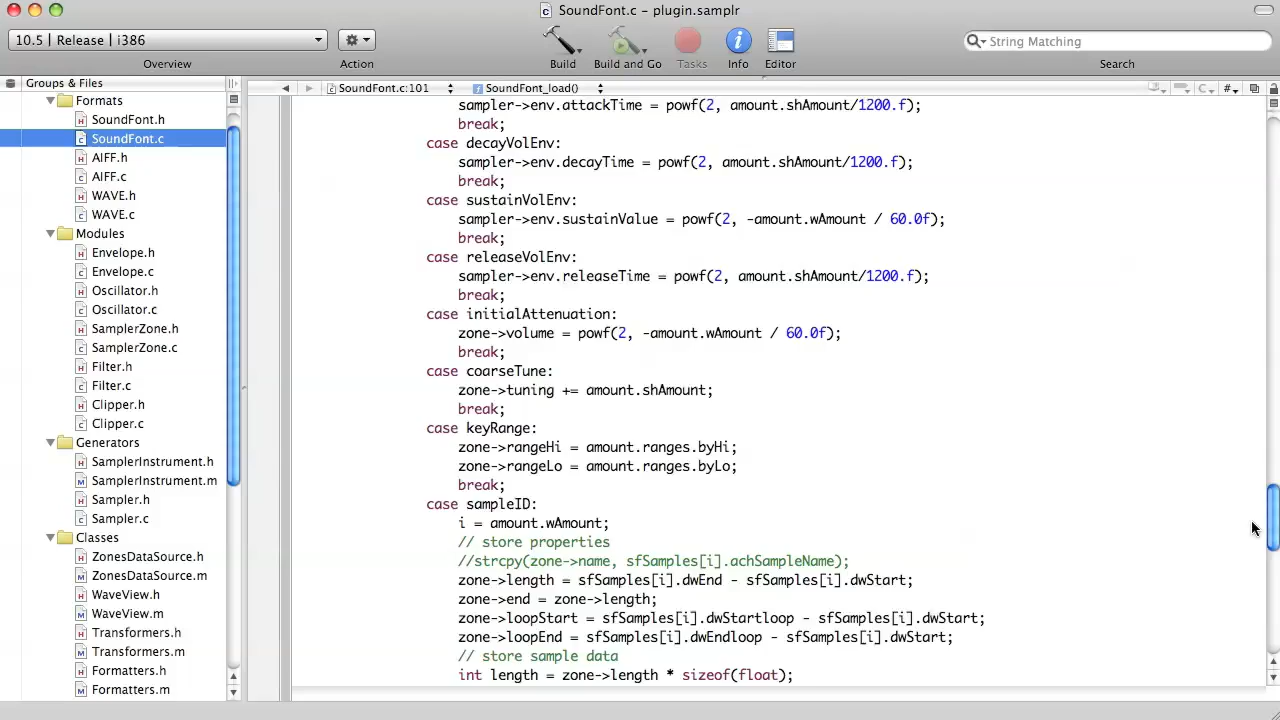 SoundFont.c – plugin.samplr
10.5 | Release | i386
String Matching
Overview
Action
Build
Build and Go
Tasks
Info
Editor
Search
Groups & Files
SoundFont.c:101
SoundFont_load()
Formats
SoundFont.h
SoundFont.c
AIFF.h
AIFF.c
WAVE.h
WAVE.c
Modules
Envelope.h
Envelope.c
Oscillator.h
Oscillator.c
SamplerZone.h
SamplerZone.c
Filter.h
Filter.c
Clipper.h
Clipper.c
Generators
SamplerInstrument.h
SamplerInstrument.m
Sampler.h
Sampler.c
Classes
ZonesDataSource.h
ZonesDataSource.m
WaveView.h
WaveView.m
Transformers.h
Transformers.m
Formatters.h
Formatters.m
sampler->env.attackTime = powf(2, amount.shAmount/1200.f);
break;
case decayVolEnv:
sampler->env.decayTime = powf(2, amount.shAmount/1200.f);
break;
case sustainVolEnv:
sampler->env.sustainValue = powf(2, -amount.wAmount / 60.0f);
break;
case releaseVolEnv:
sampler->env.releaseTime = powf(2, amount.shAmount/1200.f);
break;
case initialAttenuation:
zone->volume = powf(2, -amount.wAmount / 60.0f);
break;
case coarseTune:
zone->tuning += amount.shAmount;
break;
case keyRange:
zone->rangeHi = amount.ranges.byHi;
zone->rangeLo = amount.ranges.byLo;
break;
case sampleID:
i = amount.wAmount;
// store properties
//strcpy(zone->name, sfSamples[i].achSampleName);
zone->length = sfSamples[i].dwEnd - sfSamples[i].dwStart;
zone->end = zone->length;
zone->loopStart = sfSamples[i].dwStartloop - sfSamples[i].dwStart;
zone->loopEnd = sfSamples[i].dwEndloop - sfSamples[i].dwStart;
// store sample data
int length = zone->length * sizeof(float);